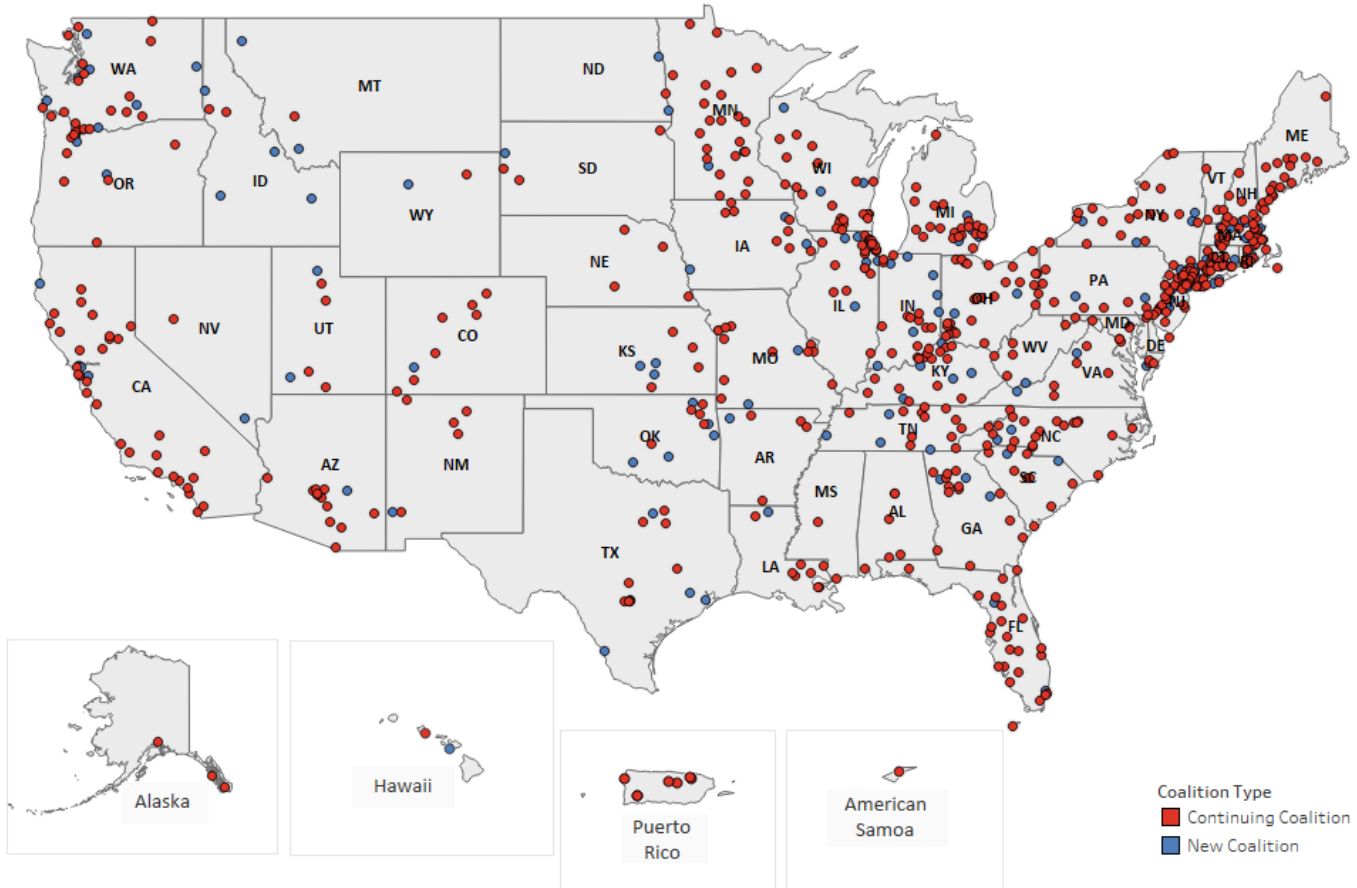 WA
MT
ND
MN
ME
OR
ID
SD
WI
VT
NH
WY
MI
NY
MA
IA
NE
PA
NV
UT
CO
IL
IN
OH
NJ
MD
DE
KS
MO
WV
VA
CA
KY
OK
TN
NC
AZ
NM
AR
SC
MS
AL
GA
TX
LA
FL
Alaska
Hawaii
Puerto
Rico
American
Samoa
Coalition Type
Continuing Coalition
New Coalition